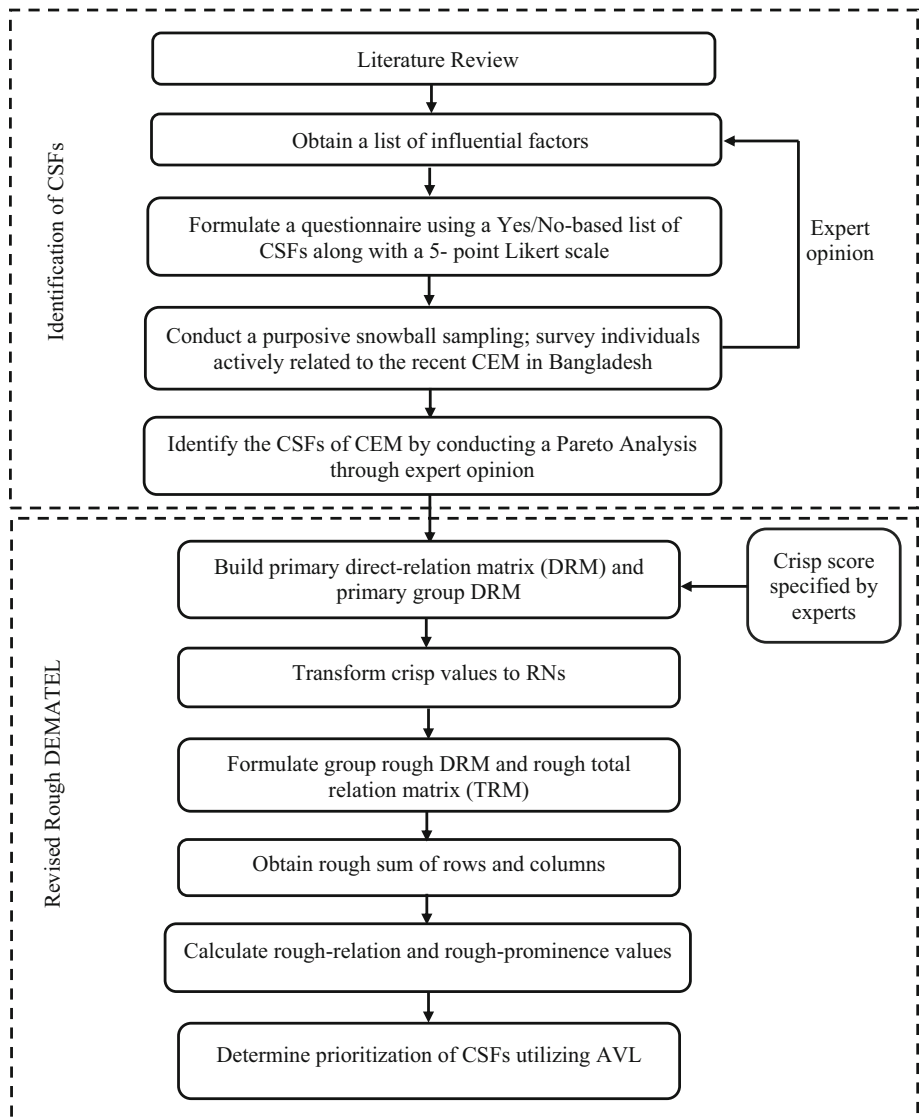 Identification of CSFs
Literature Review
Obtain a list of influential factors
Formulate a questionnaire using a Yes/No-based list of
CSFs along with a 5- point Likert scale
Expert
opinion
Conduct a purposive snowball sampling; survey individuals
actively related to the recent CEM in Bangladesh
Identify the CSFs of CEM by conducting a Pareto Analysis
through expert opinion
Revised Rough DEMATEL
Build primary direct-relation matrix (DRM) and
primary group DRM
Crisp score
specified by
experts
Transform crisp values to RNs
Formulate group rough DRM and rough total
relation matrix (TRM)
Obtain rough sum of rows and columns
Calculate rough-relation and rough-prominence values
Determine prioritization of CSFs utilizing AVL